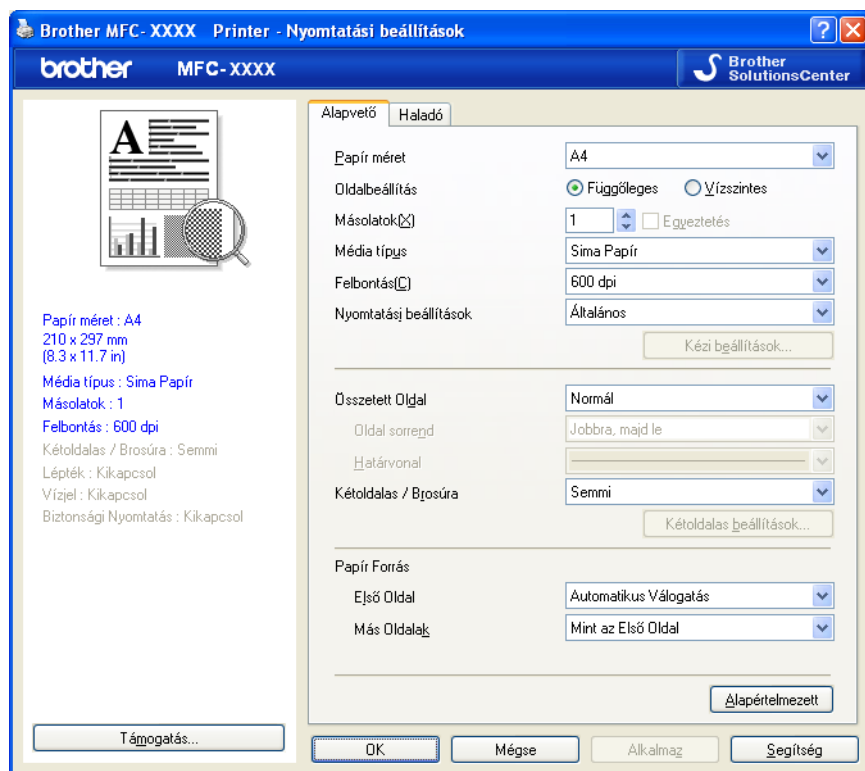 Brother MFC- XXXX Printer - Nyomtatási beállítások
brother MFC- XXXX
Brother
SolutionsCenter
A
Papír méret : A4
210 x 297 mm
(8.3 x 11.7 in)
Média típus : Sima Papír
Másolatok : 1
Felbontás : 600 dpi
Kétoldalas / Brosúra : Semmi
Lépték : Kikapcsol
Vízjel : Kikapcsol
Biztonsági Nyomtatás : Kikapcsol
Támogatás...
Alapvető Haladó
Papír méret A4
Oldalbeállítás Függőleges Vízszintes
Másolatok(X) 1 Egyeztetés
Média típus Sima Papír
Felbontás(C) 600 dpi
Nyomtatási beállítások Általános
Kézi beállítások...
Összetett Oldal Normál
Oldal sorrend Jobbra, majd le
Határvonal
Kétoldalas / Brosúra Semmi
Kétoldalas beállítások...
Papír Forrás
Első Oldal Automatikus Válogatás
Más Oldalak Mint az Első Oldal
Alapértelmezett
OK Mégse Alkalmaz Segítség